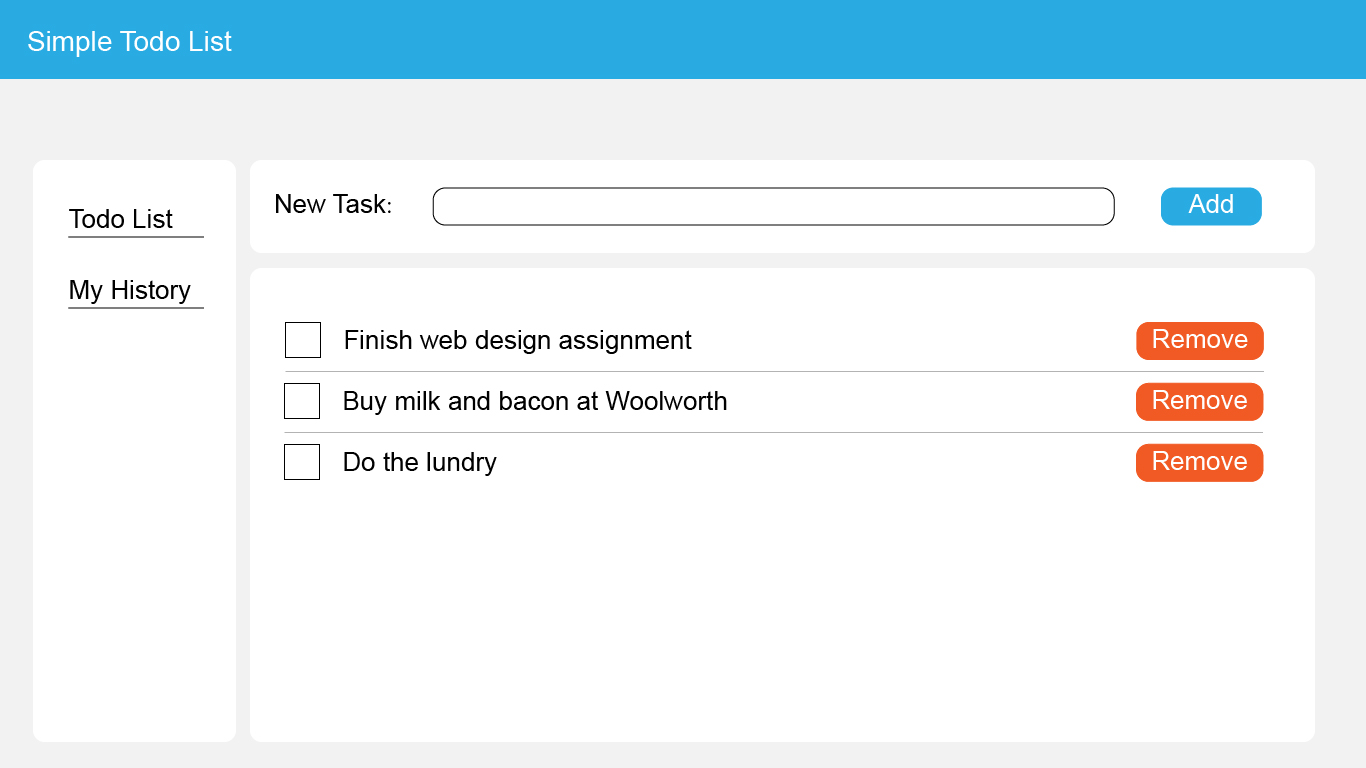 Simple Todo List
Todo List
My History
New Task:
Add
Finish web design assignment
Remove
Buy milk and bacon at Woolworth
Remove
Do the lundry
Remove